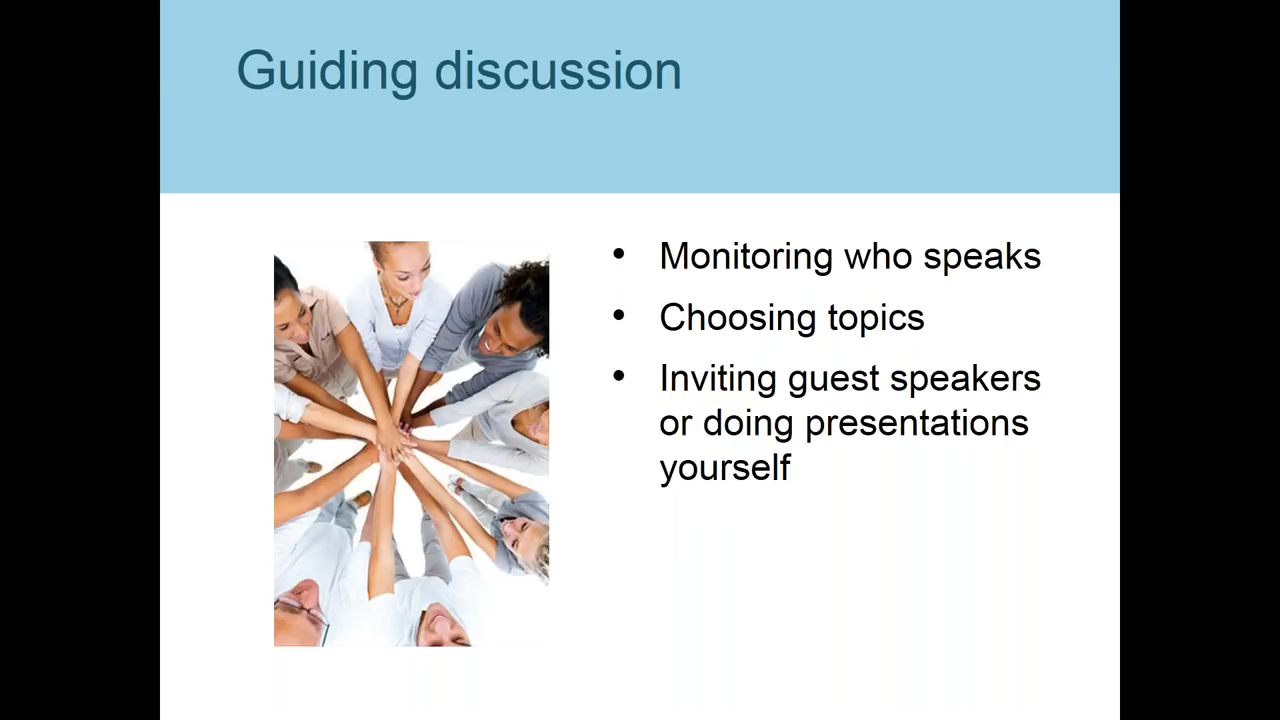 Guiding discussion
• Monitoring who speaks
• Choosing topics
• Inviting guest speakers
or doing presentations
yourself